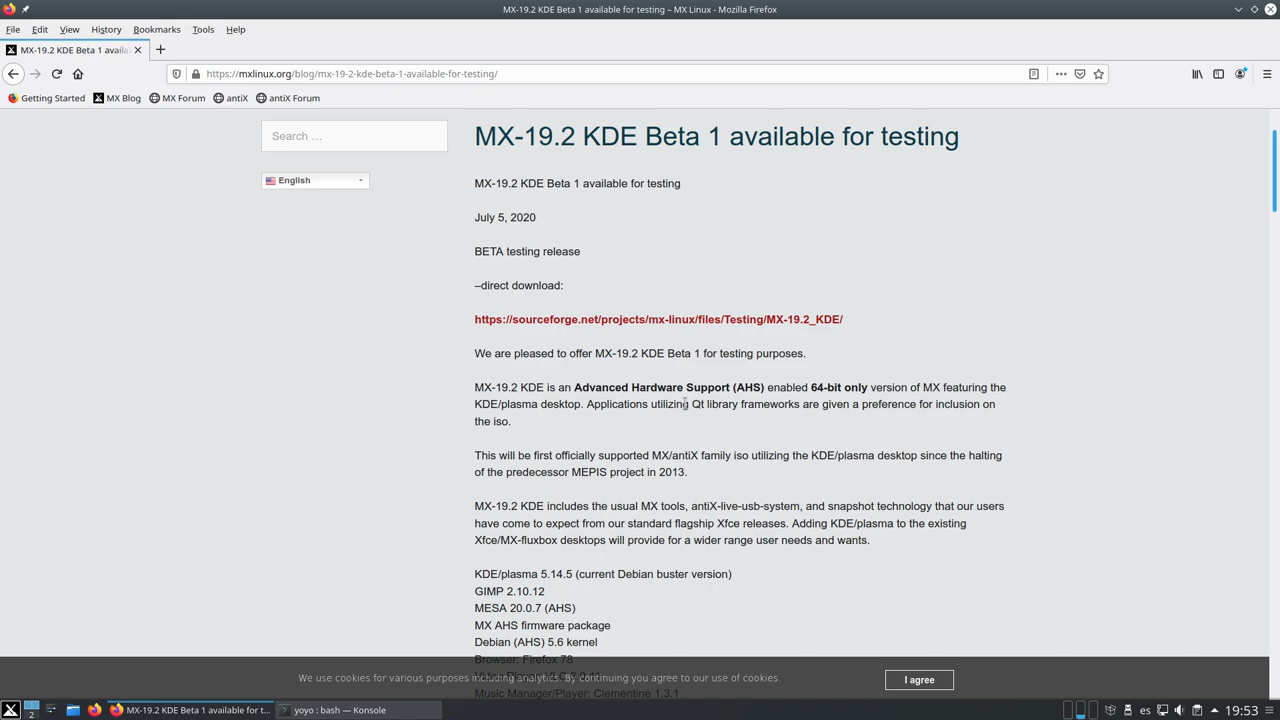 MX-19.2 KDE Beta 1 available for testing – MX Linux - Mozilla Firefox
File Edit View History Bookmarks Tools Help
MX-19.2 KDE Beta 1 availa
https://mxlinux.org/blog/mx-19-2-kde-beta-1-available-for-testing/
Getting Started MX Blog MX Forum antiX antiX Forum
Search …
English
MX-19.2 KDE Beta 1 available for testing
MX-19.2 KDE Beta 1 available for testing
July 5, 2020
BETA testing release
–direct download:
https://sourceforge.net/projects/mx-linux/files/Testing/MX-19.2_KDE/
We are pleased to offer MX-19.2 KDE Beta 1 for testing purposes.
MX-19.2 KDE is an Advanced Hardware Support (AHS) enabled 64-bit only version of MX featuring the
KDE/plasma desktop. Applications utilizing Qt library frameworks are given a preference for inclusion on
the iso.
This will be first officially supported MX/antiX family iso utilizing the KDE/plasma desktop since the halting
of the predecessor MEPIS project in 2013.
MX-19.2 KDE includes the usual MX tools, antiX-live-usb-system, and snapshot technology that our users
have come to expect from our standard flagship Xfce releases. Adding KDE/plasma to the existing
Xfce/MX-fluxbox desktops will provide for a wider range user needs and wants.
KDE/plasma 5.14.5 (current Debian buster version)
GIMP 2.10.12
MESA 20.0.7 (AHS)
MX AHS firmware package
Debian (AHS) 5.6 kernel
Browser: Firefox 78
We use cookies for various purposes including analytics. By continuing you agree to our use of cookies.
I agree
Music Manager/Player: Clementine 1.3.1
2
MX-19.2 KDE Beta 1 available for t...
yoyo : bash — Konsole
es
19:53